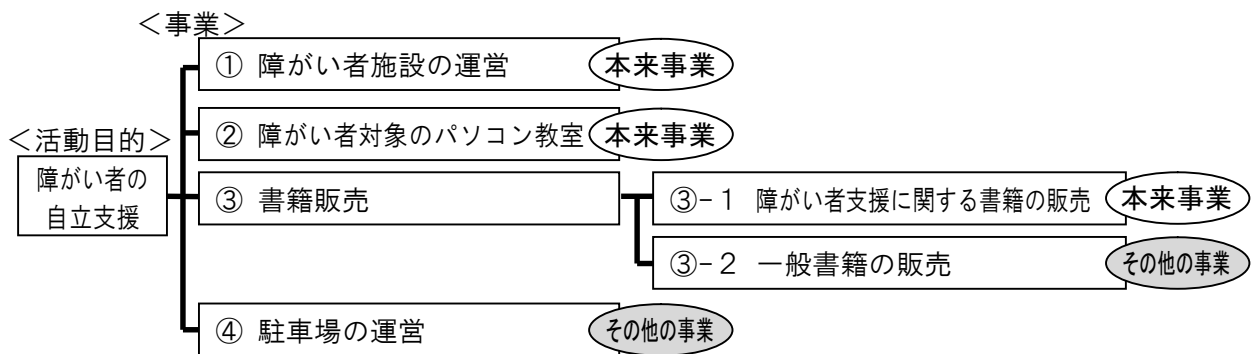 ＜事業＞
① 障がい者施設の運営
本来事業
② 障がい者対象のパソコン教室
本来事業
＜活動目的＞
障がい者の
自立支援
③ 書籍販売
③-１ 障がい者支援に関する書籍の販売
本来事業
③-２ 一般書籍の販売
その他の事業
④ 駐車場の運営
その他の事業